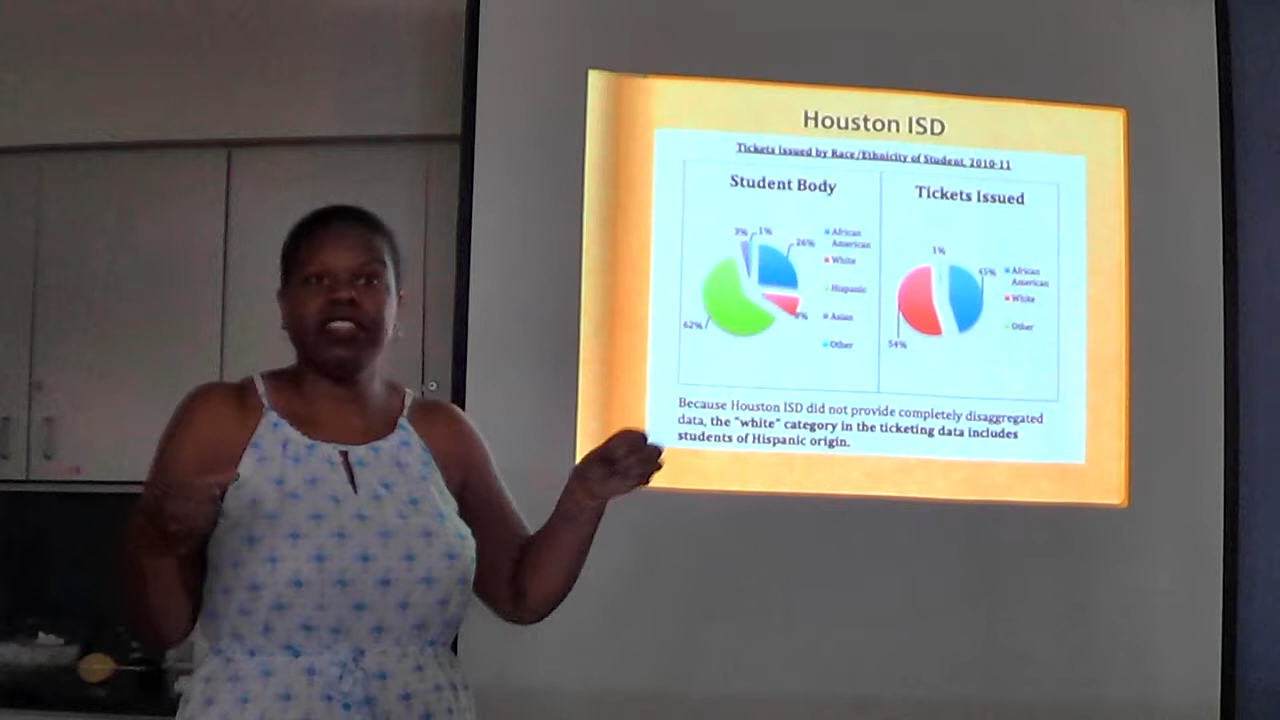 Houston ISD
Tickets Issued by Race/Ethnicity of Student, 2010-11
Student Body
3%
1%
26%
62%
African
American
White
Hispanic
Asian
Other
Tickets Issued
1%
45%
54%
African
American
White
Other
Because Houston ISD did not provide completely disaggregated
data, the "white" category in the ticketing data includes
students of Hispanic origin.